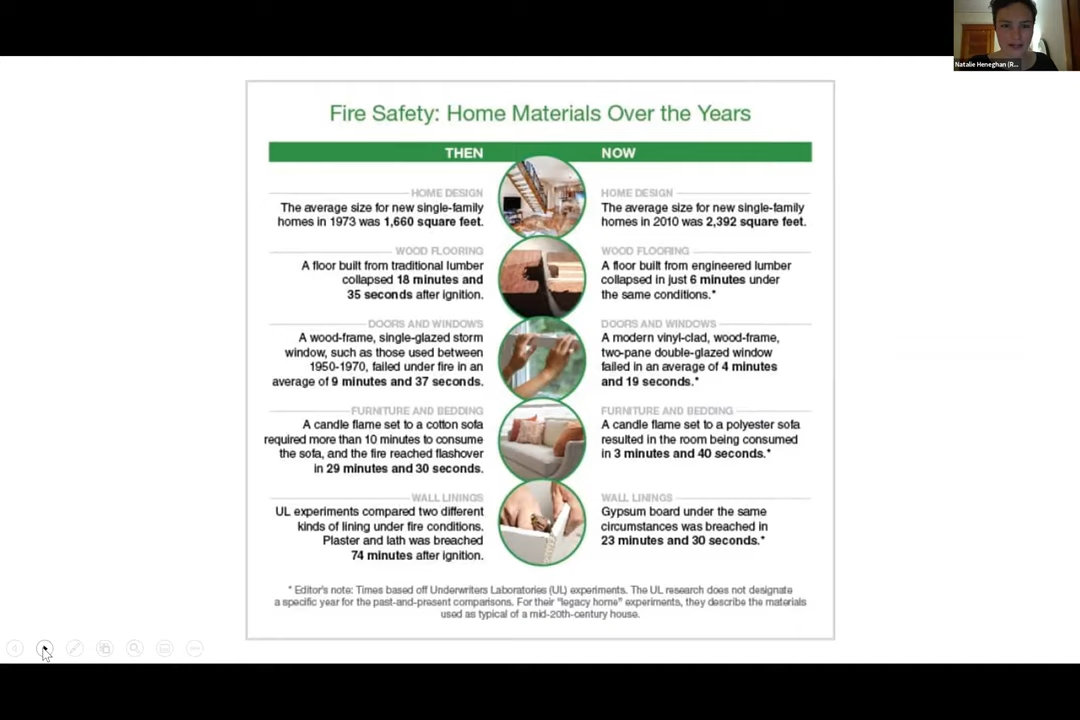 Natalie Heneghan (R...
Fire Safety: Home Materials Over the Years
THEN
NOW
HOME DESIGN
The average size for new single-family
homes in 1973 was 1,660 square feet.
HOME DESIGN
The average size for new single-family
homes in 2010 was 2,392 square feet.
WOOD FLOORING
A floor built from traditional lumber
collapsed 18 minutes and
35 seconds after ignition.
WOOD FLOORING
A floor built from engineered lumber
collapsed in just 6 minutes under
the same conditions.*
DOORS AND WINDOWS
A wood-frame, single-glazed storm
window, such as those used between
1950-1970, failed under fire in an
average of 9 minutes and 37 seconds.
DOORS AND WINDOWS
A modern vinyl-clad, wood-frame,
two-pane double-glazed window
failed in an average of 4 minutes
and 19 seconds.*
FURNITURE AND BEDDING
A candle flame set to a cotton sofa
required more than 10 minutes to consume
the sofa, and the fire reached flashover
in 29 minutes and 30 seconds.
FURNITURE AND BEDDING
A candle flame set to a polyester sofa
resulted in the room being consumed
in 3 minutes and 40 seconds.*
WALL LININGS
UL experiments compared two different
kinds of lining under fire conditions.
Plaster and lath was breached
74 minutes after ignition.
WALL LININGS
Gypsum board under the same
circumstances was breached in
23 minutes and 30 seconds.*
* Editor's note: Times based off Underwriters Laboratories (UL) experiments. The UL research does not designate
a specific year for the past-and-present comparisons. For their "legacy home" experiments, they describe the materials
used as typical of a mid-20th-century house.